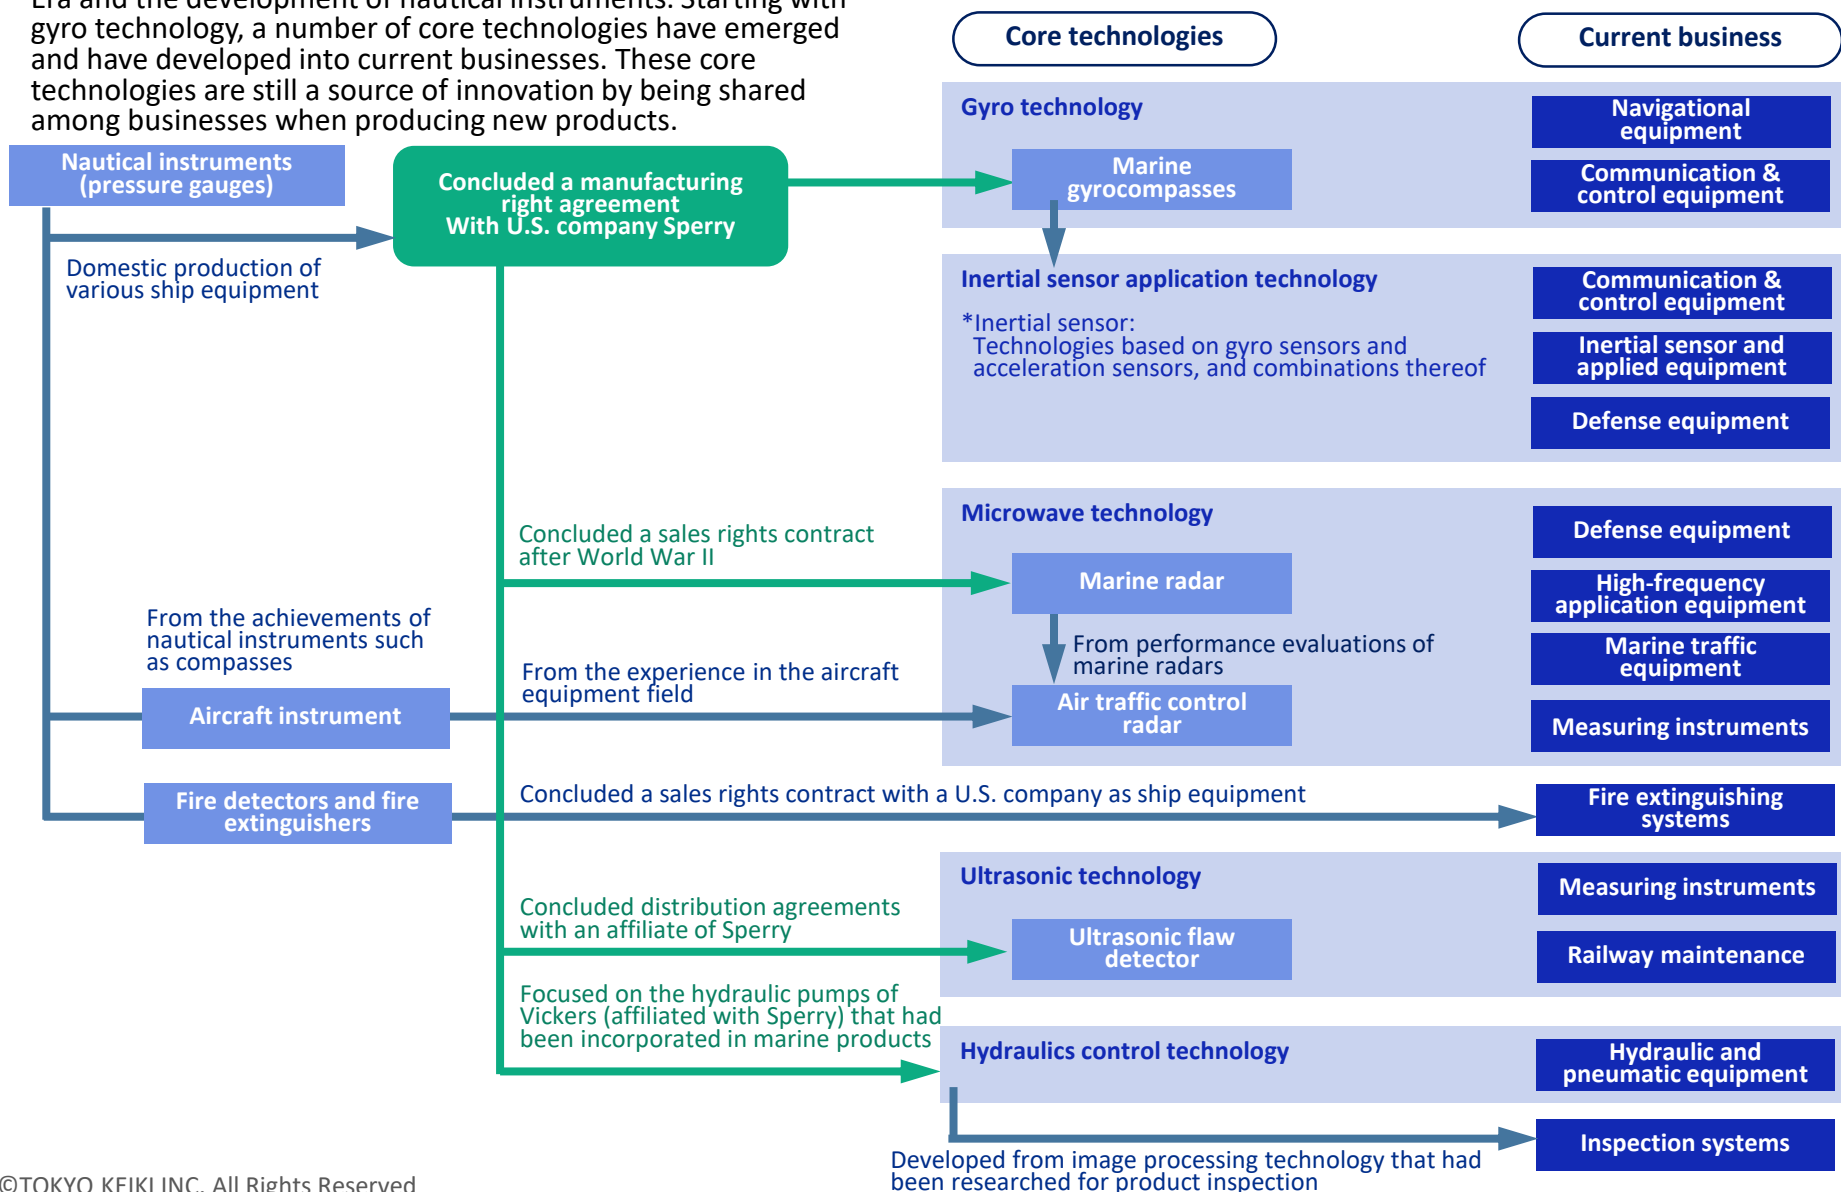 Era and the development of nautical instruments. Starting with
gyro technology, a number of core technologies have emerged
and have developed into current businesses. These core
technologies are still a source of innovation by being shared
among businesses when producing new products.
Core technologies
Current business
Nautical instruments
(pressure gauges)
Domestic production of
various ship equipment
Concluded a manufacturing
right agreement
With U.S. company Sperry
Gyro technology
Marine
gyrocompasses
Navigational
equipment
Communication &
control equipment
Inertial sensor application technology
*Inertial sensor:
Technologies based on gyro sensors and
acceleration sensors, and combinations thereof
Communication &
control equipment
Inertial sensor and
applied equipment
Defense equipment
Concluded a sales rights contract
after World War II
Microwave technology
Marine radar
From performance evaluations of
marine radars
Air traffic control
radar
Defense equipment
High-frequency
application equipment
Marine traffic
equipment
Measuring instruments
From the achievements of
nautical instruments such
as compasses
Aircraft instrument
From the experience in the aircraft
equipment field
Fire detectors and fire
extinguishers
Concluded a sales rights contract with a U.S. company as ship equipment
Fire extinguishing
systems
Concluded distribution agreements
with an affiliate of Sperry
Ultrasonic technology
Ultrasonic flaw
detector
Measuring instruments
Railway maintenance
Focused on the hydraulic pumps of
Vickers (affiliated with Sperry) that had
been incorporated in marine products
Hydraulics control technology
Hydraulic and
pneumatic equipment
Developed from image processing technology that had
been researched for product inspection
Inspection systems
©TOKYO KEIKI INC. All Rights Reserved